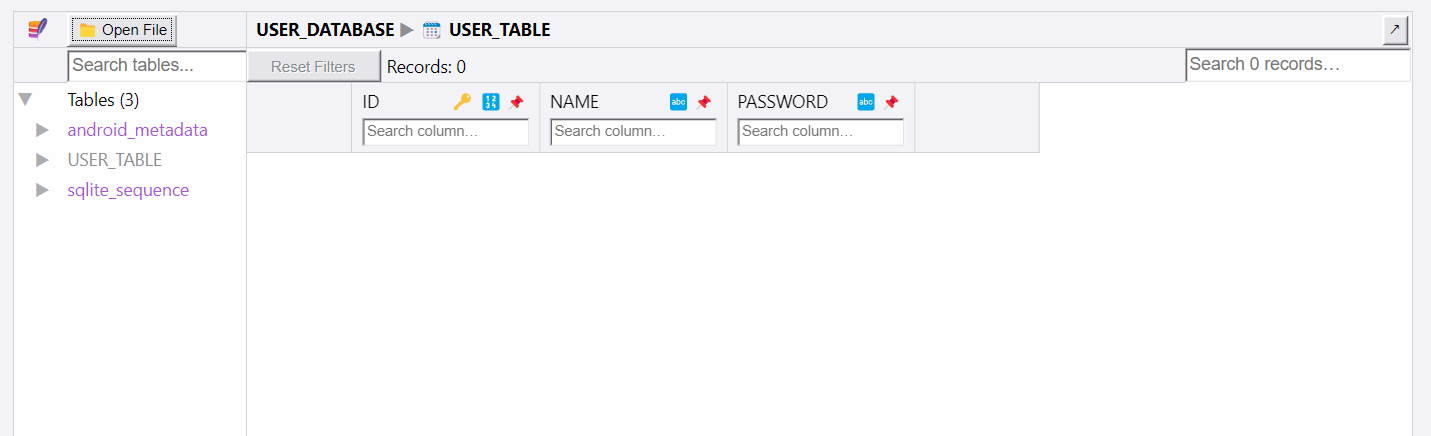 Open File
USER_DATABASE ▶ USER_TABLE
Search tables...
Reset Filters Records: 0
Search 0 records…
Tables (3)
android_metadata
USER_TABLE
sqlite_sequence
ID
NAME
PASSWORD
Search column…
Search column…
Search column…